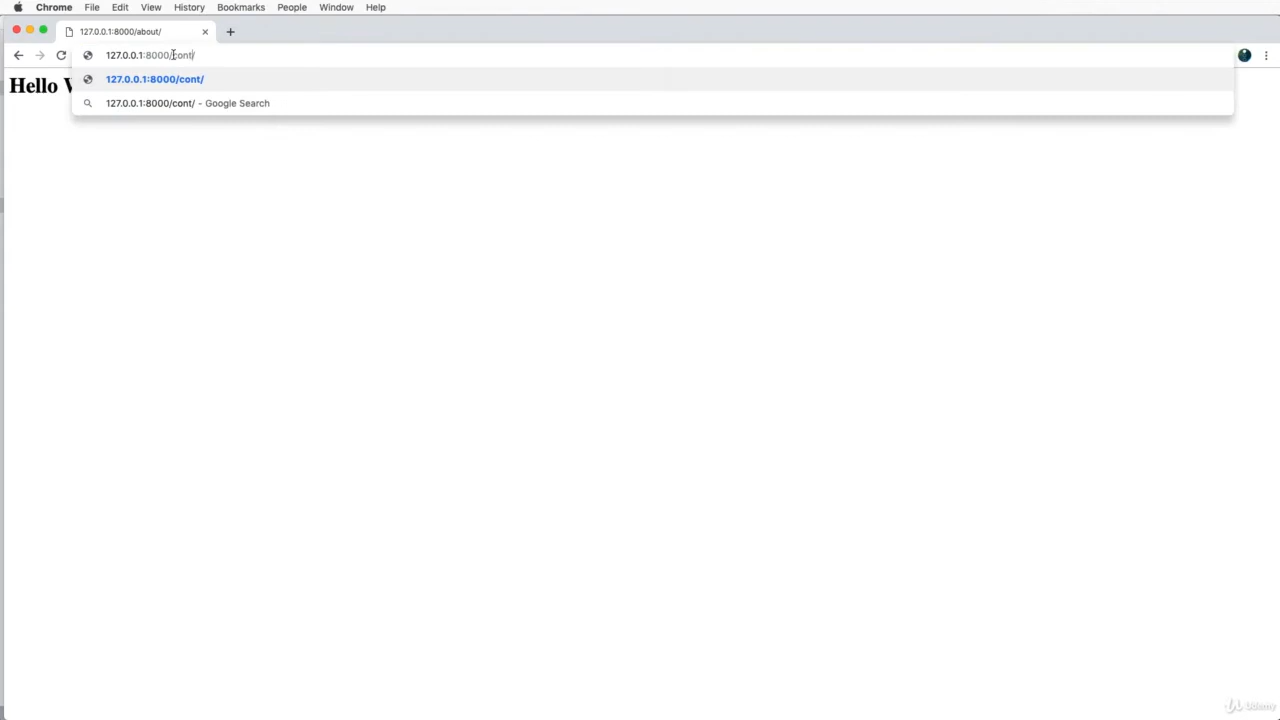 Chrome File Edit View History Bookmarks People Window Help
127.0.0.1:8000/about/
127.0.0.1:8000/cont/
127.0.0.1:8000/cont/
127.0.0.1:8000/cont/ - Google Search
Hello
Udemy